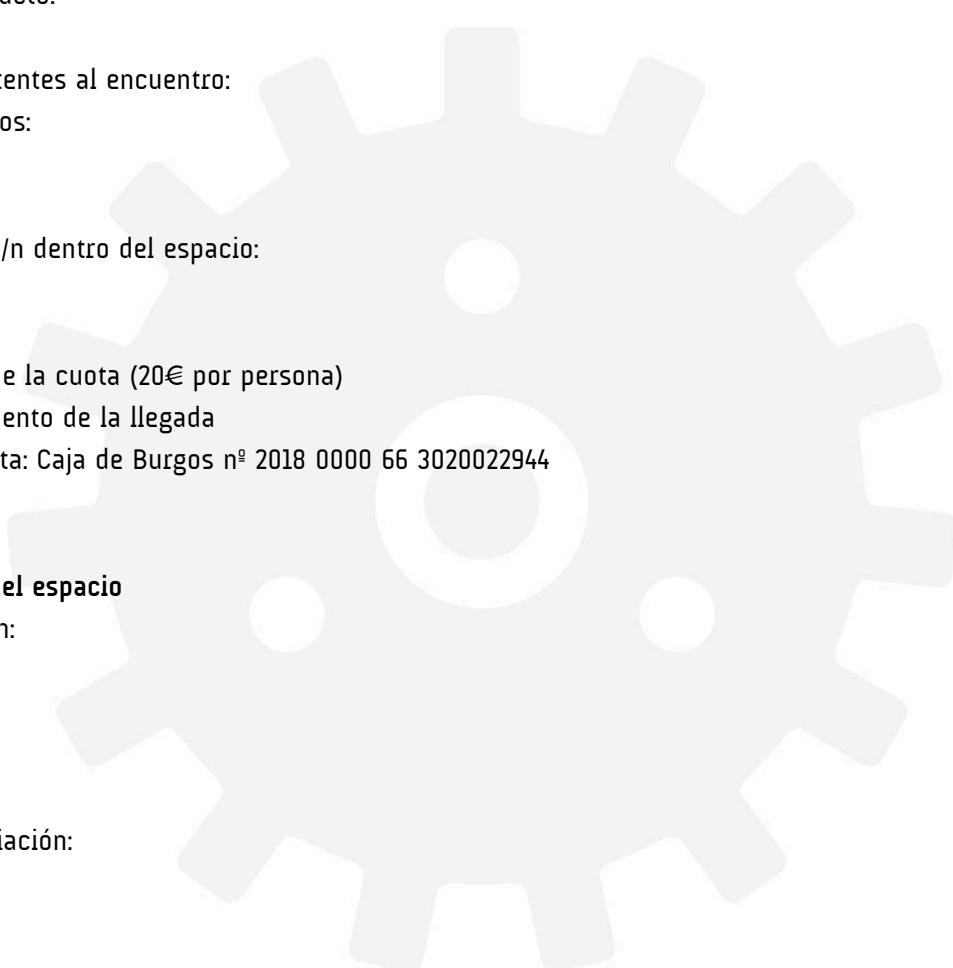 tentes al encuentro:
os:
/n dentro del espacio:
e la cuota (20€ por persona)
ento de la llegada
ta: Caja de Burgos nº 2018 0000 66 3020022944
el espacio
n:
iación: